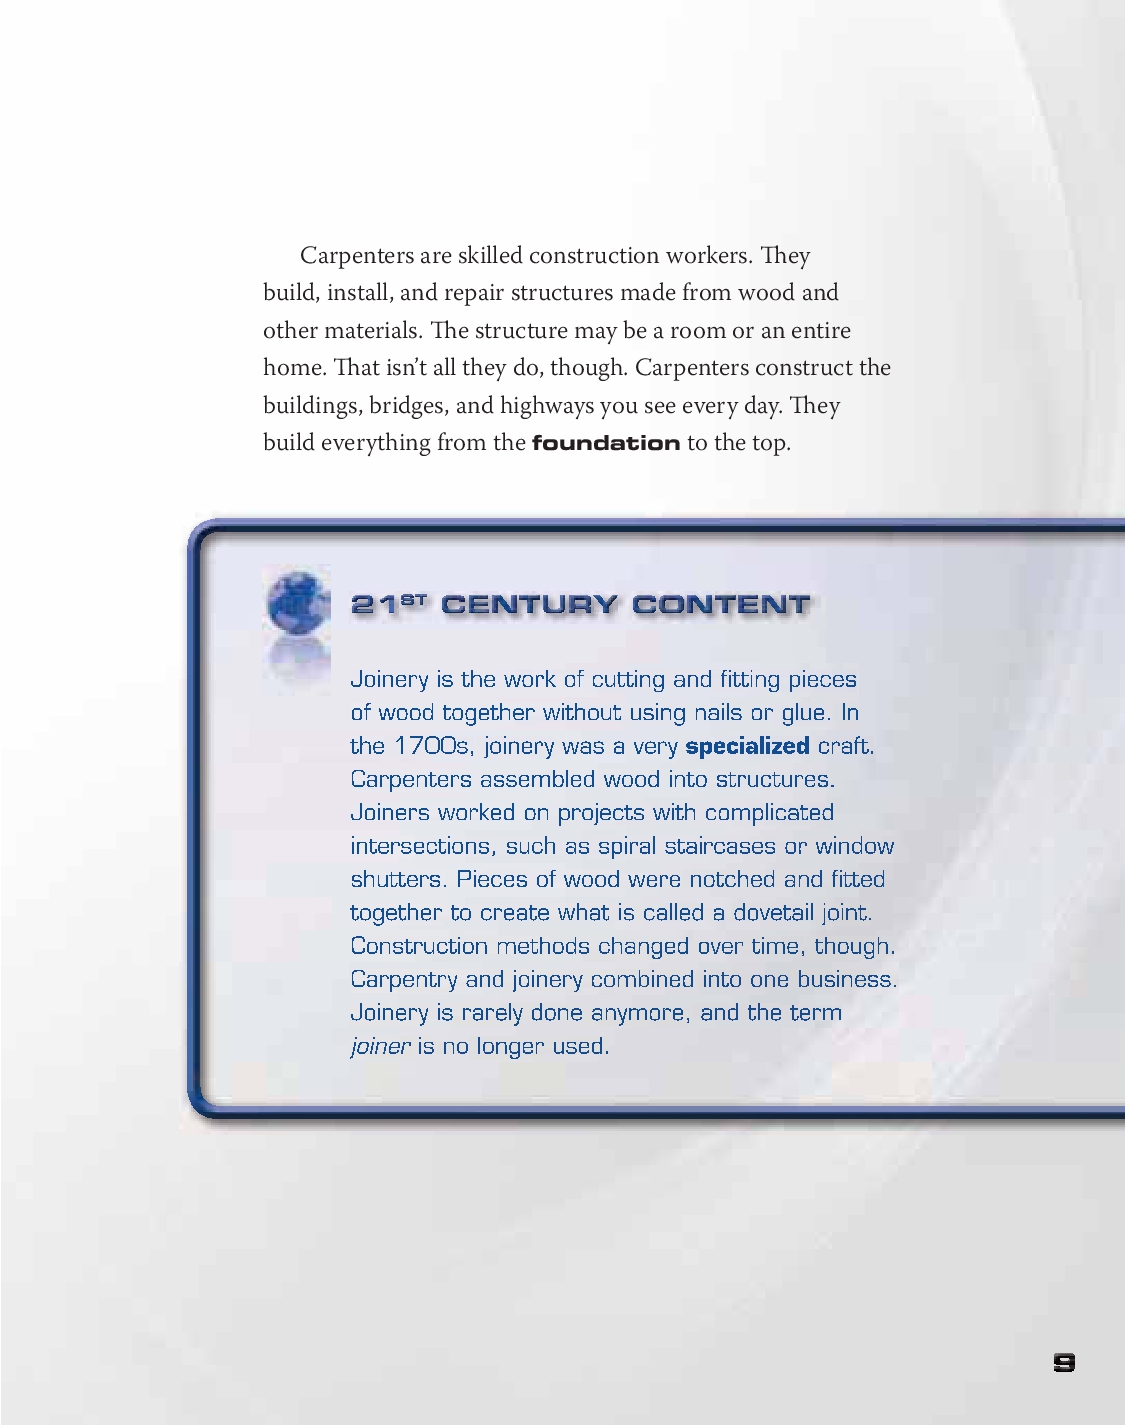 Carpenters are skilled construction workers. They
build, install, and repair structures made from wood and
other materials. The structure may be a room or an entire
home. That isn’t all they do, though. Carpenters construct the
buildings, bridges, and highways you see every day. They
build everything from the foundation to the top.
21ST CENTURY CONTENT
Joinery is the work of cutting and fitting pieces
of wood together without using nails or glue. In
the 1700s, joinery was a very specialized craft.
Carpenters assembled wood into structures.
Joiners worked on projects with complicated
intersections, such as spiral staircases or window
shutters. Pieces of wood were notched and fitted
together to create what is called a dovetail joint.
Construction methods changed over time, though.
Carpentry and joinery combined into one business.
Joinery is rarely done anymore, and the term
joiner is no longer used.
9